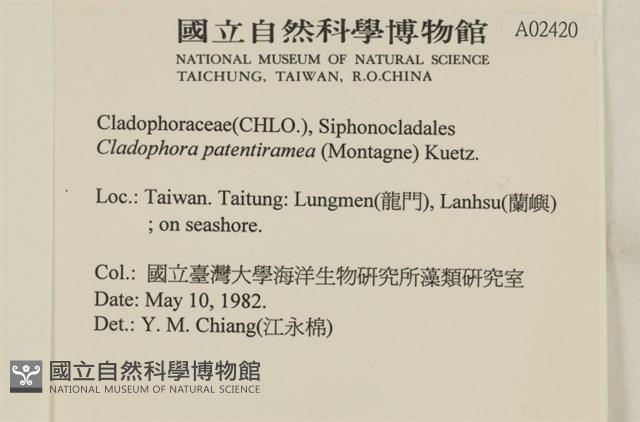 國立自然科學博物館
A02420
NATIONAL MUSEUM OF NATURAL SCIENCE
TAICHUNG, TAIWAN, R.O.CHINA
Cladophoraceae(CHLO.), Siphonocladales
Cladophora patentiramea (Montagne) Kuetz.
Loc.: Taiwan. Taitung: Lungmen(龍門), Lanhsu(蘭嶼)
; on seashore.
Col.: 國立臺灣大學海洋生物研究所藻類研究室
Date: May 10, 1982.
Det.: Y. M. Chiang(江永棉)
國立自然科學博物館
NATIONAL MUSEUM OF NATURAL SCIENCE